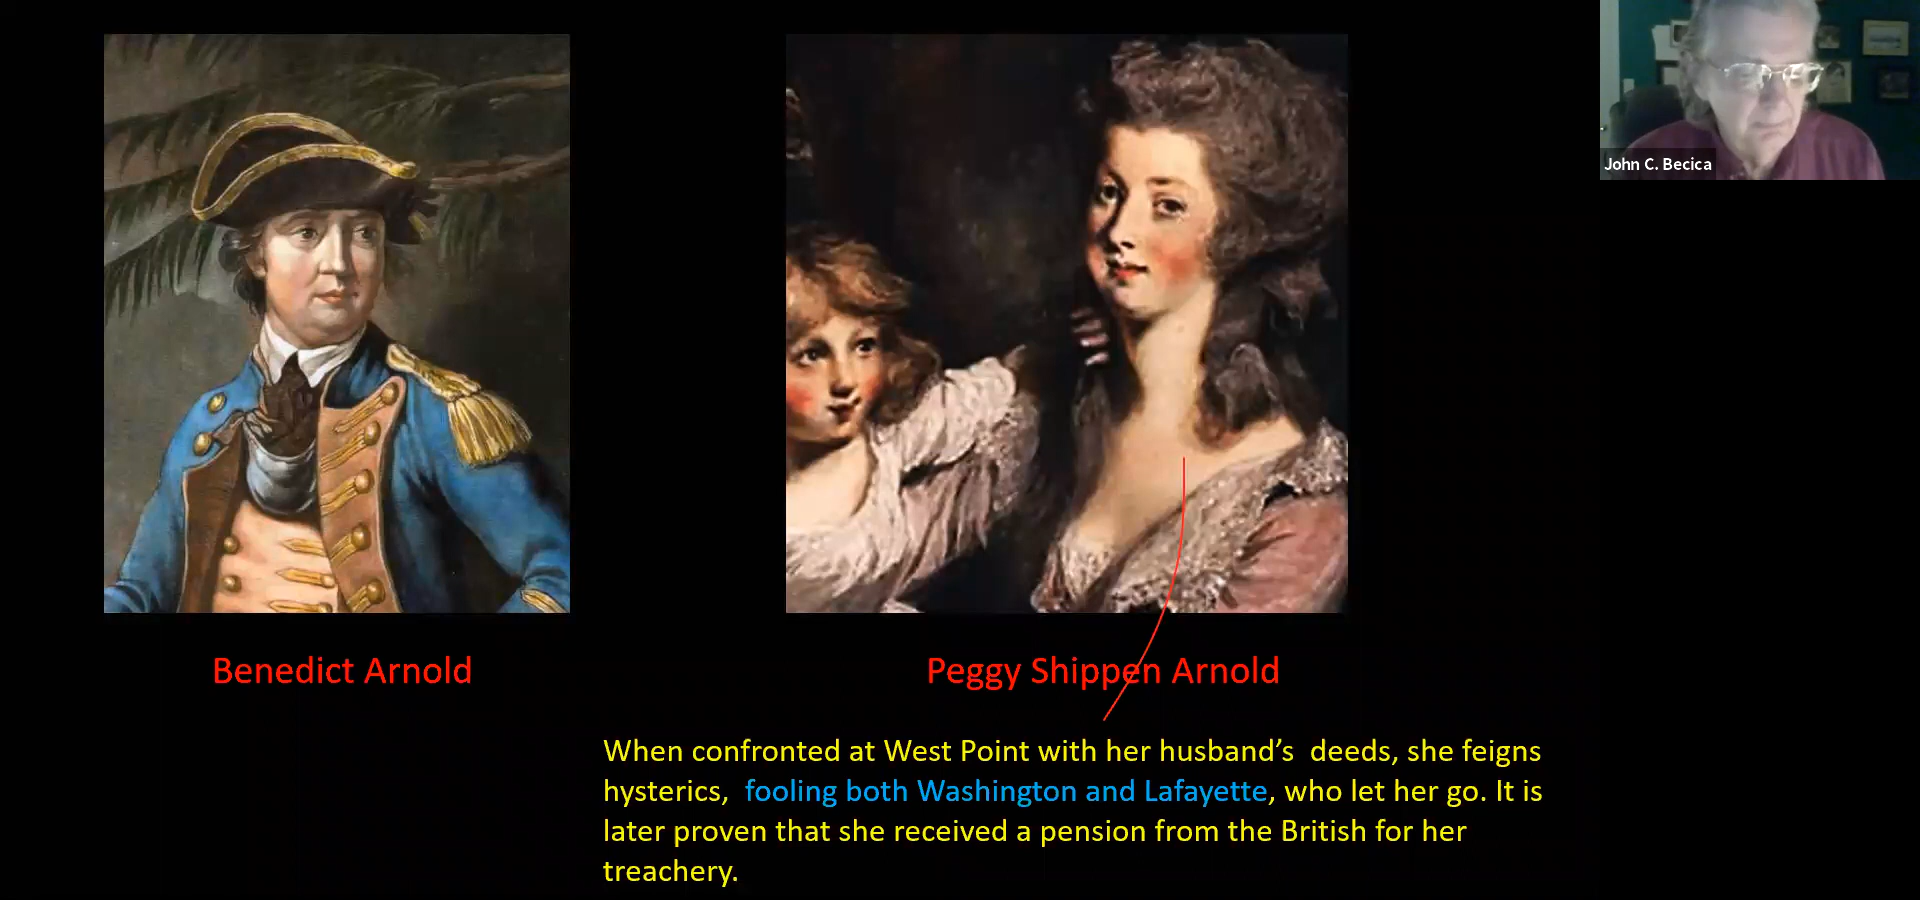 John C. Becica
Benedict Arnold
Peggy Shippen Arnold
When confronted at West Point with her husband’s  deeds, she feigns
hysterics,  fooling both Washington and Lafayette, who let her go. It is
later proven that she received a pension from the British for her
treachery.